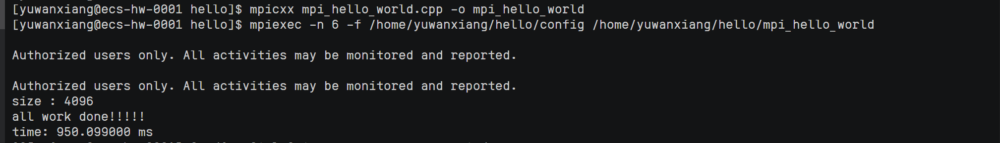 [yuwanxiang@ecs-hw-0001 hello]$ mpicxx mpi_hello_world.cpp -o mpi_hello_world
[yuwanxiang@ecs-hw-0001 hello]$ mpiexec -n 6 -f /home/yuwanxiang/hello/config /home/yuwanxiang/hello/mpi_hello_world
Authorized users only. All activities may be monitored and reported.
Authorized users only. All activities may be monitored and reported.
size : 4096
all work done!!!!!
time: 950.099000 ms